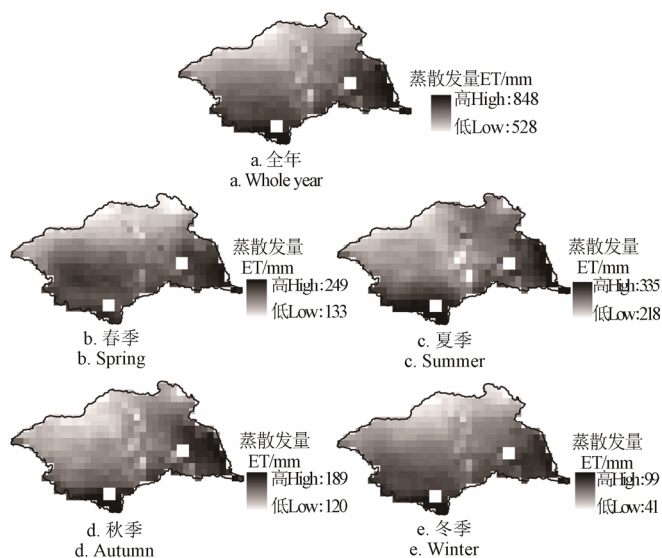 蒸散发量ET/mm
高High:848
低Low:528
a. 全年
a. Whole year
蒸散发量
ET/mm
高High:249
低Low:133
b. 春季
b. Spring
蒸散发量
ET/mm
高High:335
低Low:218
c. 夏季
c. Summer
蒸散发量
ET/mm
高High:189
低Low:120
d. 秋季
d. Autumn
蒸散发量
ET/mm
高High:99
低Low:41
e. 冬季
e. Winter